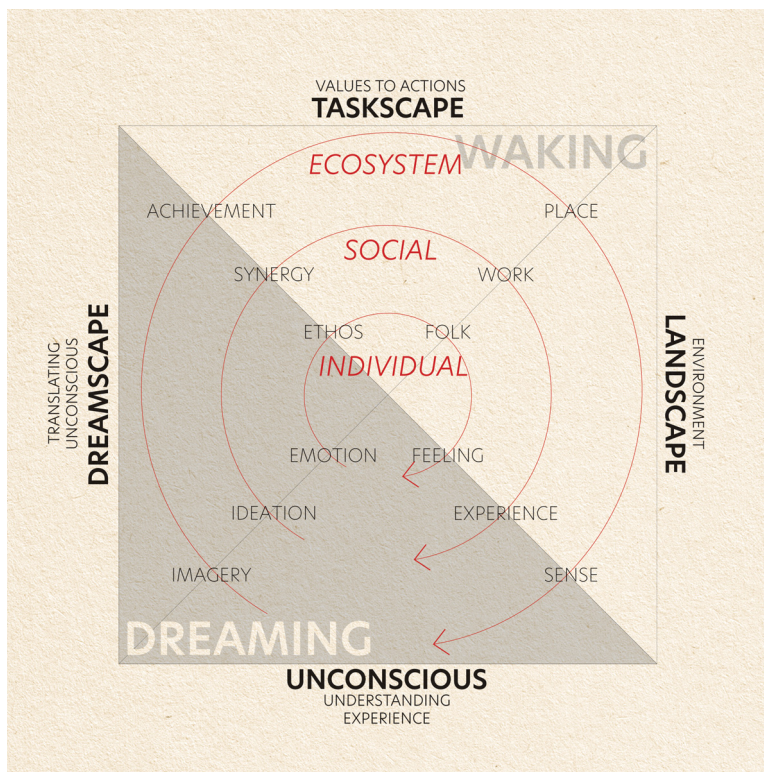 VALUES TO ACTIONS
TASKSCAPE
WAKING
ECOSYSTEM
ACHIEVEMENT
PLACE
SOCIAL
SYNERGY
WORK
ETHOS
FOLK
INDIVIDUAL
TRANSLATING
UNCONSCIOUS
DREAMSCAPE
LANDSCAPE
ENVIRONMENT
EMOTION
FEELING
IDEATION
EXPERIENCE
IMAGERY
SENSE
DREAMING
UNCONSCIOUS
UNDERSTANDING
EXPERIENCE